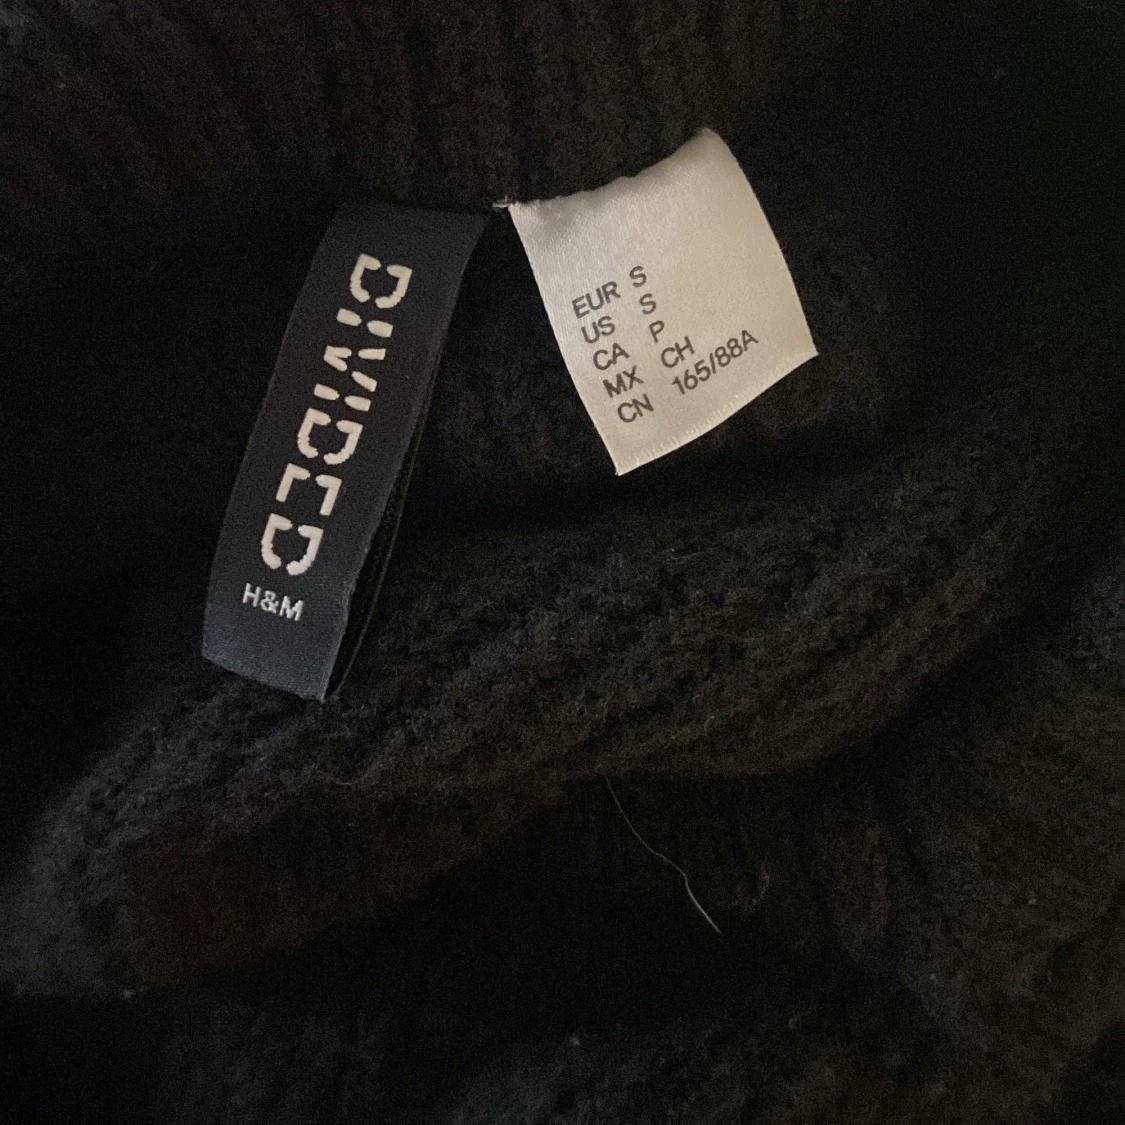 DIVIDED
H&M
EUR S
US S
CA P
MX CH
CN 165/88A